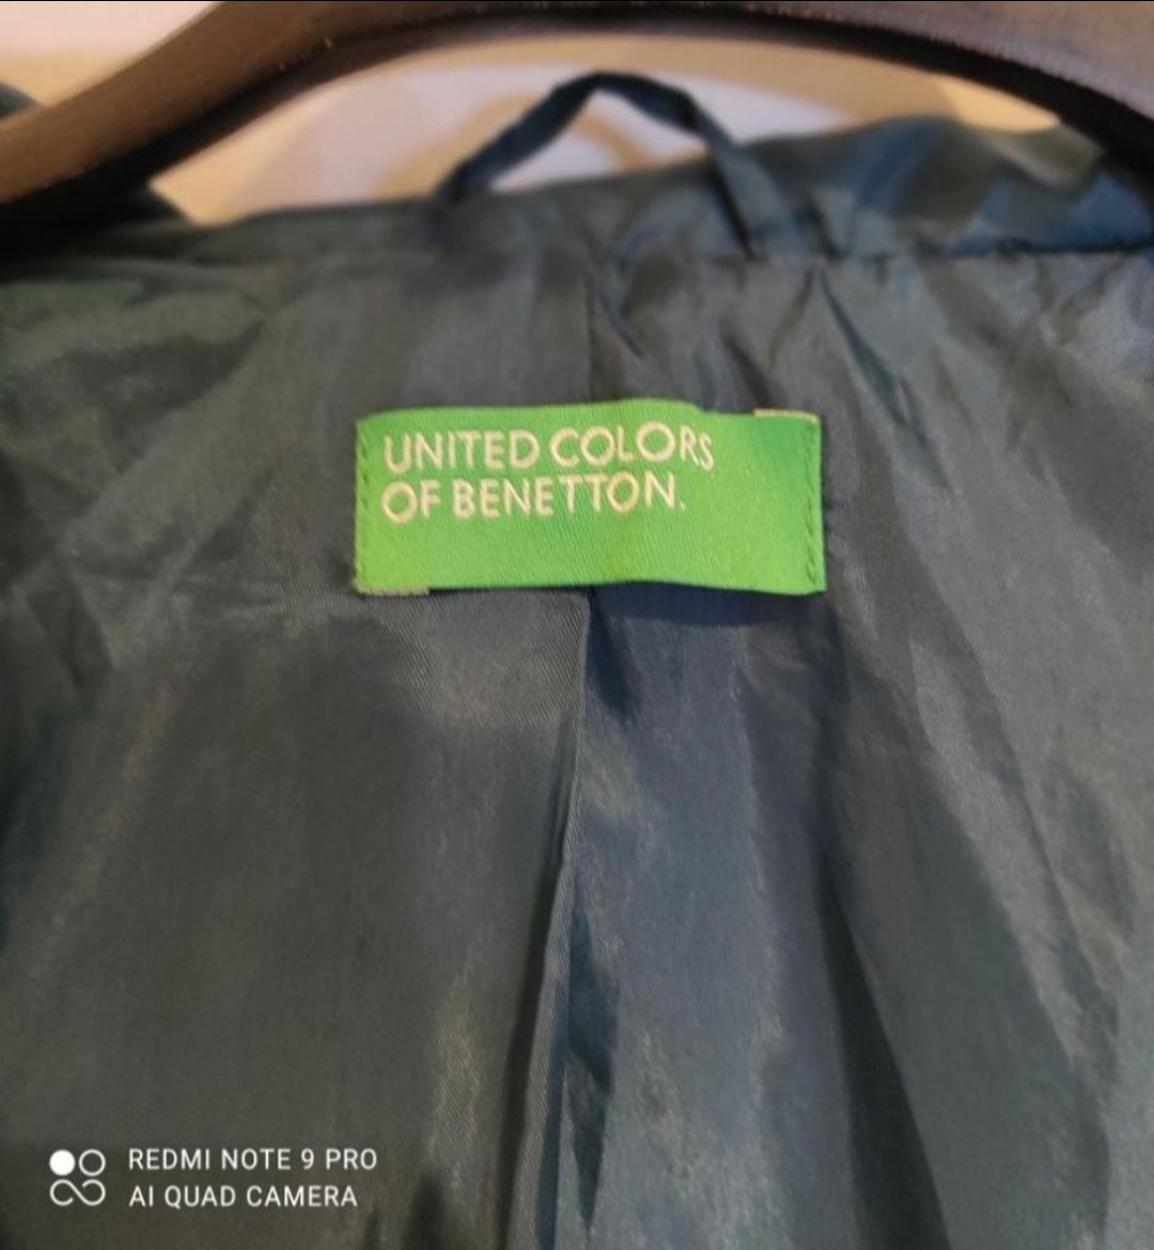 UNITED COLORS
OF BENETTON.
REDMI NOTE 9 PRO
AI QUAD CAMERA